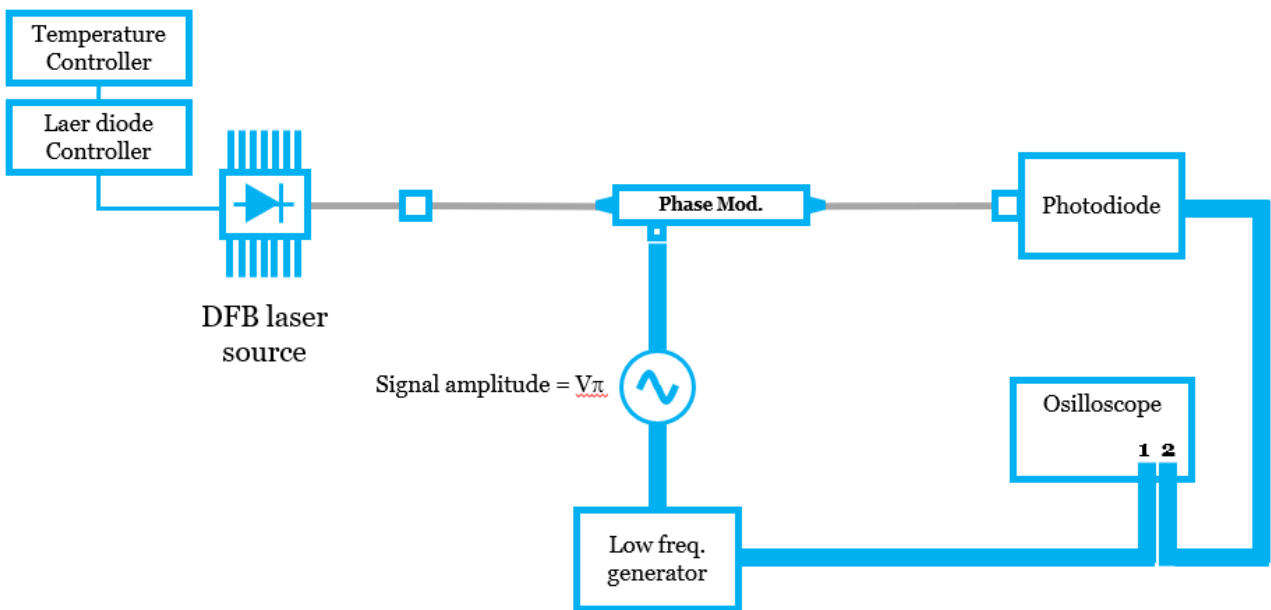 Temperature
Controller
Laer diode
Controller
Phase Mod.
Photodiode
DFB laser
source
Signal amplitude = Vπ
Osilloscope
1 2
Low freq.
generator